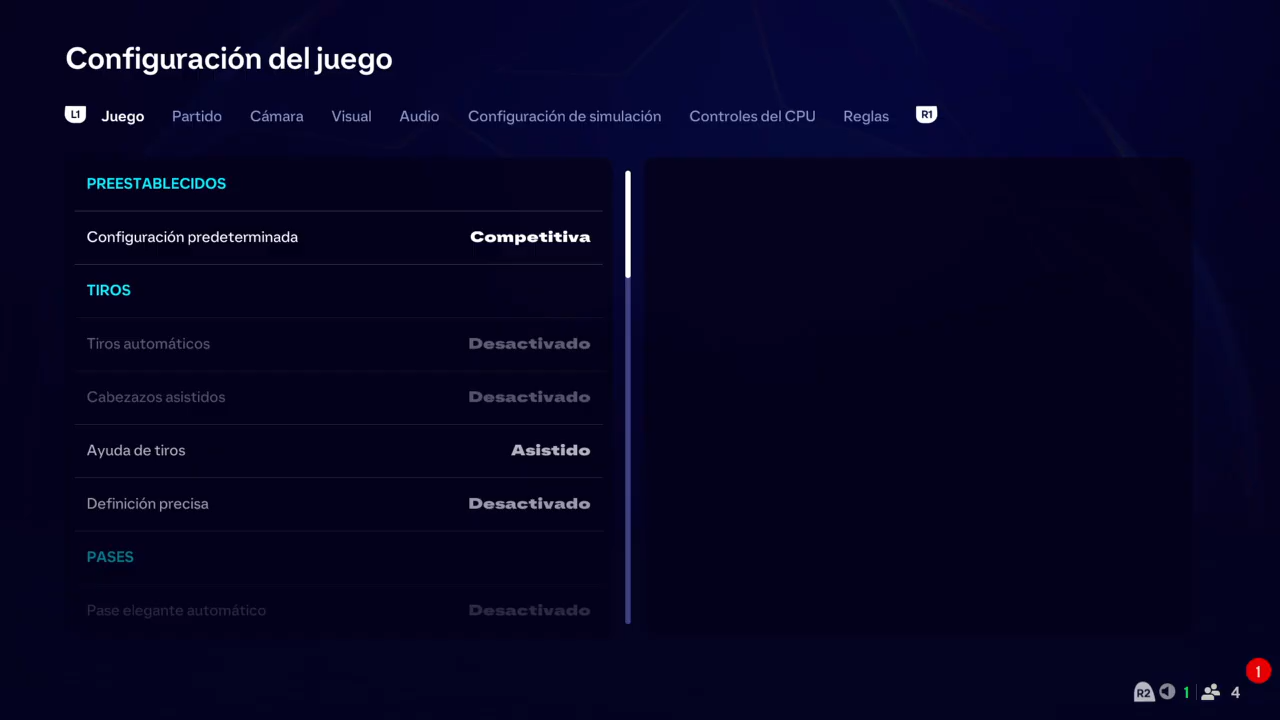 Configuración del juego
L1 Juego Partido Cámara Visual Audio Configuración de simulación Controles del CPU Reglas R1
PREESTABLECIDOS
Configuración predeterminada Competitiva
TIROS
Tiros automáticos Desactivado
Cabezazos asistidos Desactivado
Ayuda de tiros Asistido
Definición precisa Desactivado
PASES
Pase elegante automático Desactivado
1
R2 1 4